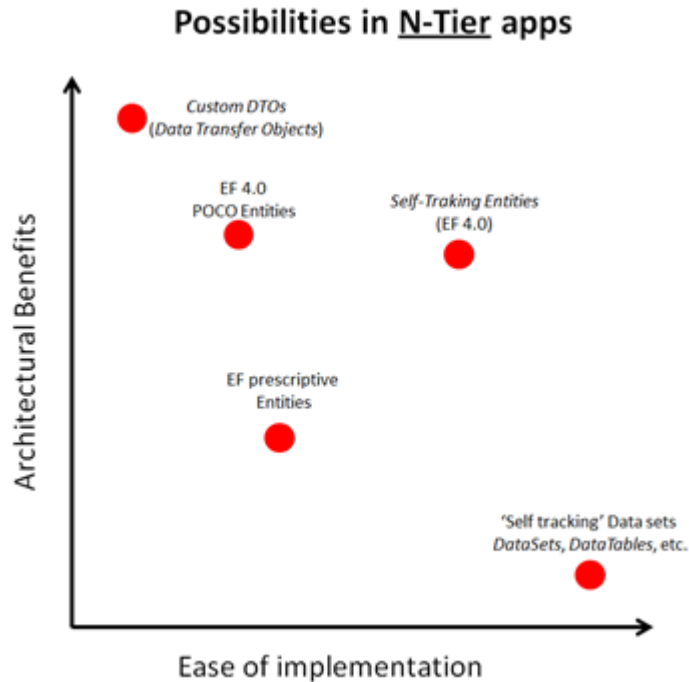 Possibilities in N-Tier apps
Custom DTOs
(Data Transfer Objects)
EF 4.0
POCO Entities
Self-Traking Entities
(EF 4.0)
EF prescriptive
Entities
‘Self tracking’ Data sets
DataSets, DataTables, etc.
Architectural Benefits
Ease of implementation